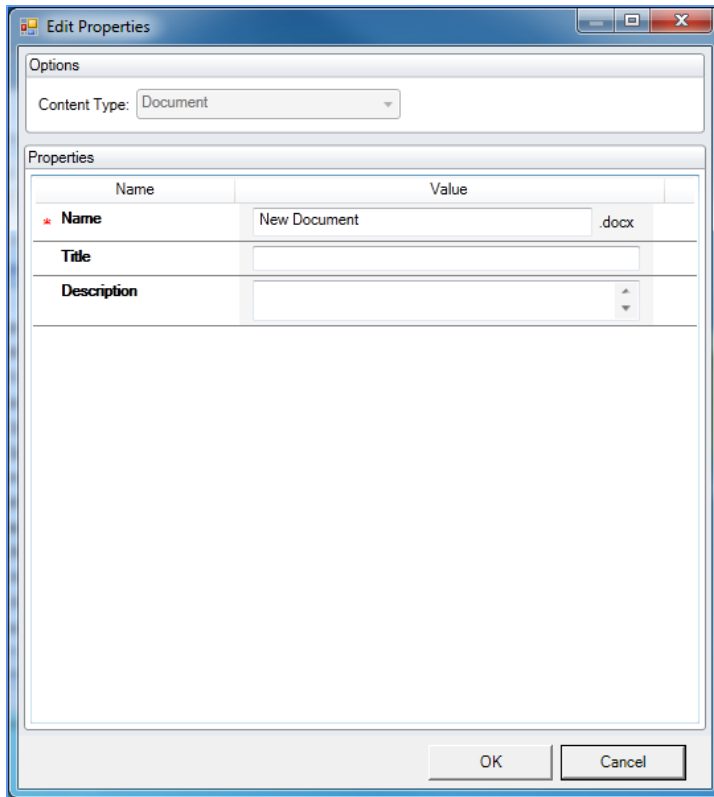 Edit Properties
Options
Content Type: Document
Properties
Name Value
* Name New Document .docx
Title
Description
OK Cancel